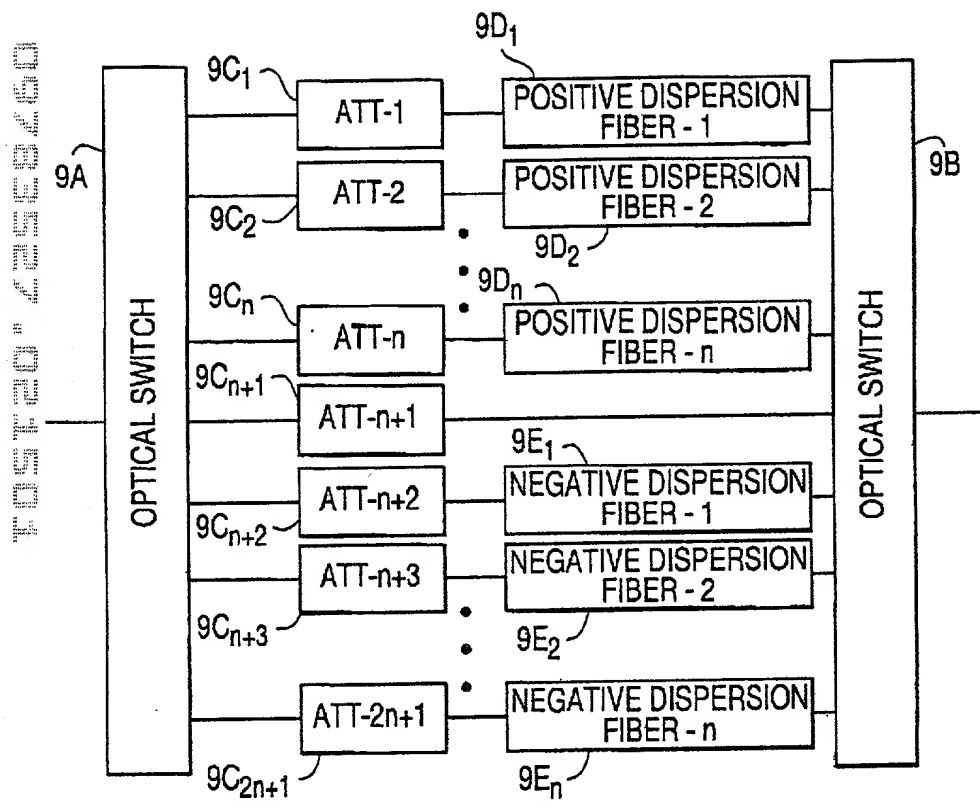 09783527.021501
9A
OPTICAL SWITCH
9C1
ATT-1
9D1
POSITIVE DISPERSION
FIBER - 1
9C2
ATT-2
POSITIVE DISPERSION
FIBER - 2
9D2
9Cn
ATT-n
9Dn
POSITIVE DISPERSION
FIBER - n
9Cn+1
ATT-n+1
9Cn+2
ATT-n+2
9E1
NEGATIVE DISPERSION
FIBER - 1
9Cn+3
ATT-n+3
NEGATIVE DISPERSION
FIBER - 2
9E2
ATT-2n+1
9C2n+1
NEGATIVE DISPERSION
FIBER - n
9En
OPTICAL SWITCH
9B